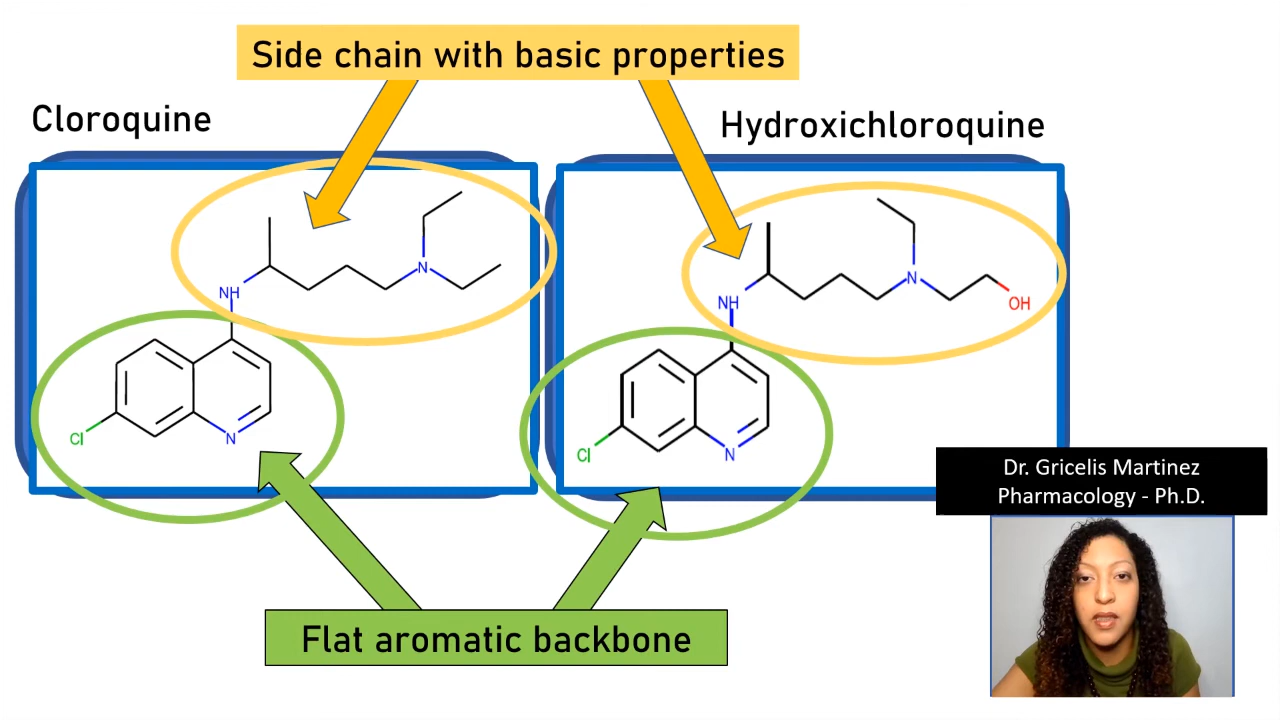 Side chain with basic properties
Cloroquine
Hydroxichloroquine
NH
N
Cl
N
NH
N
OH
Cl
N
Dr. Gricelis Martinez
Pharmacology - Ph.D.
Flat aromatic backbone